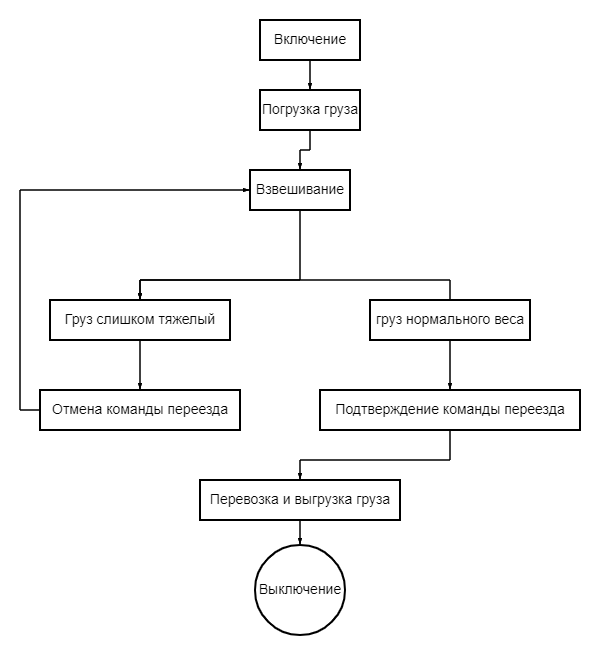 Включение
Погрузка груза
Взвешивание
Груз слишком тяжелый
груз нормального веса
Отмена команды переезда
Подтверждение команды переезда
Перевозка и выгрузка груза
Выключение